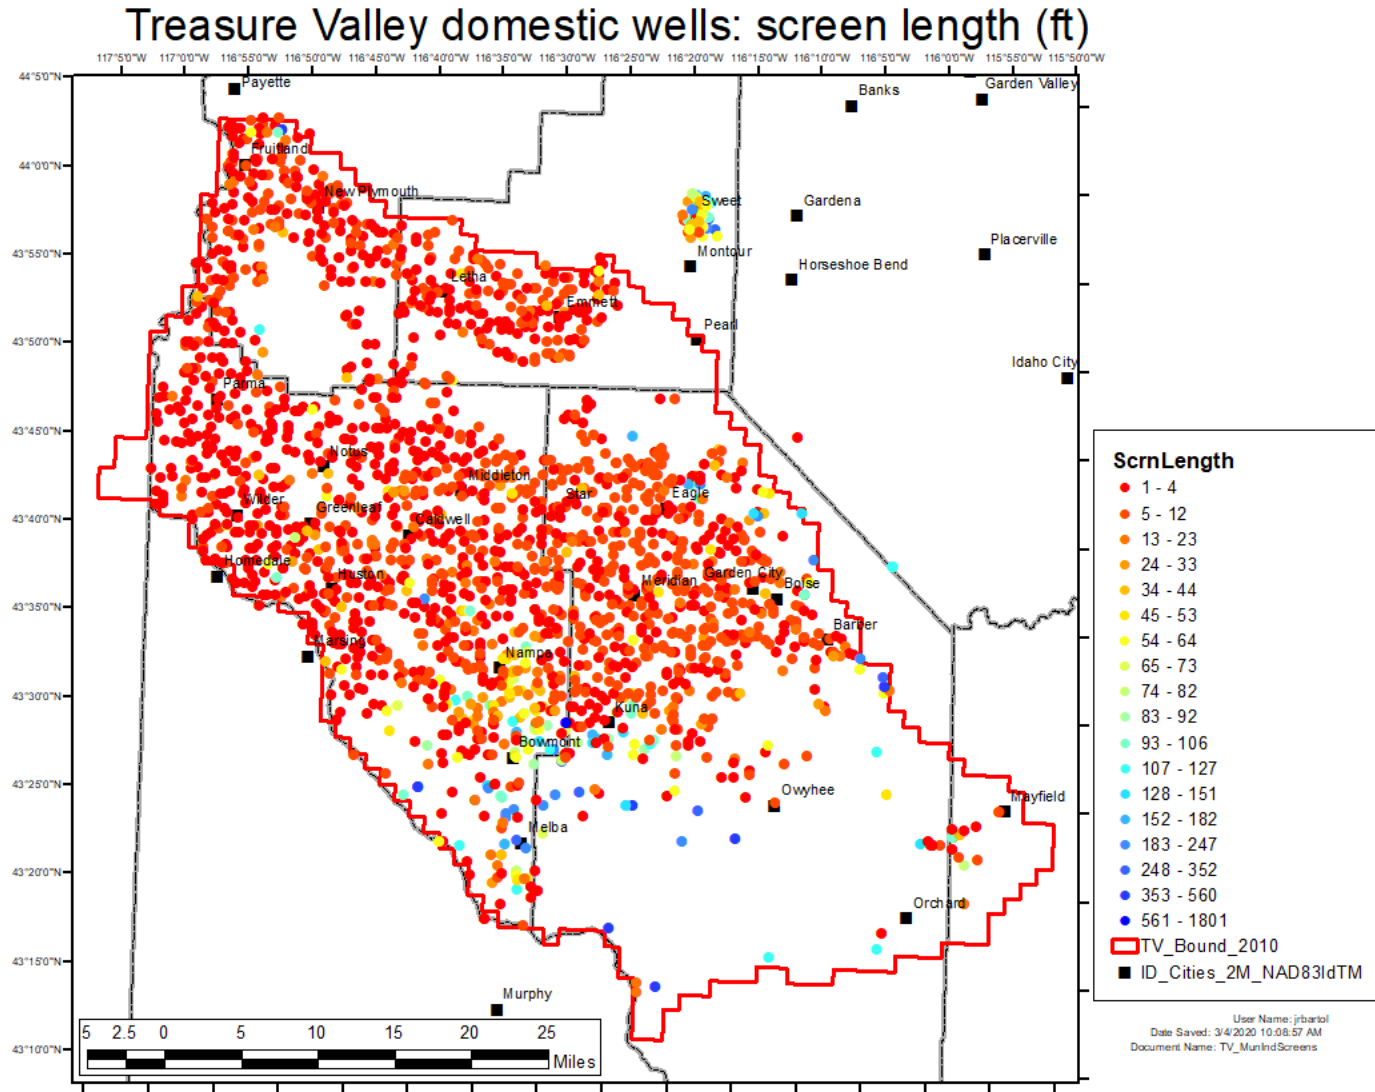 Treasure Valley domestic wells: screen length (ft)
117°5'0"W 117°0'0"W 116°55'0"W 116°50'0"W 116°45'0"W 116°40'0"W 116°35'0"W 116°30'0"W 116°25'0"W 116°20'0"W 116°15'0"W 116°10'0"W 116°5'0"W 116°0'0"W 115°55'0"W 115°50'0"W
44°5'0"N
Payette
Banks
Garden Valley
Fruitland
44°0'0"N
New Plymouth
Sweet
Gardena
43°55'0"N
Montour
Placerville
Horseshoe Bend
Letha
Emmett
43°50'0"N
Pearl
Idaho City
Parma
43°45'0"N
Notus
Middleton
Star
Eagle
Wilder
Greenleaf
Caldwell
43°40'0"N
Homedale
Huston
Meridian
Garden City
Boise
43°35'0"N
Marsing
Barber
Nampa
43°30'0"N
Kuna
Bowmont
43°25'0"N
Owyhee
Mayfield
Melba
43°20'0"N
Orchard
43°15'0"N
Murphy
43°10'0"N
5 2.5 0 5 10 15 20 25
Miles
ScrnLength
1 - 4
5 - 12
13 - 23
24 - 33
34 - 44
45 - 53
54 - 64
65 - 73
74 - 82
83 - 92
93 - 106
107 - 127
128 - 151
152 - 182
183 - 247
248 - 352
353 - 560
561 - 1801
TV_Bound_2010
ID_Cities_2M_NAD83IdTM
User Name: jrbartol
Date Saved: 3/4/2020 10:08:57 AM
Document Name: TV_MunIndScreens